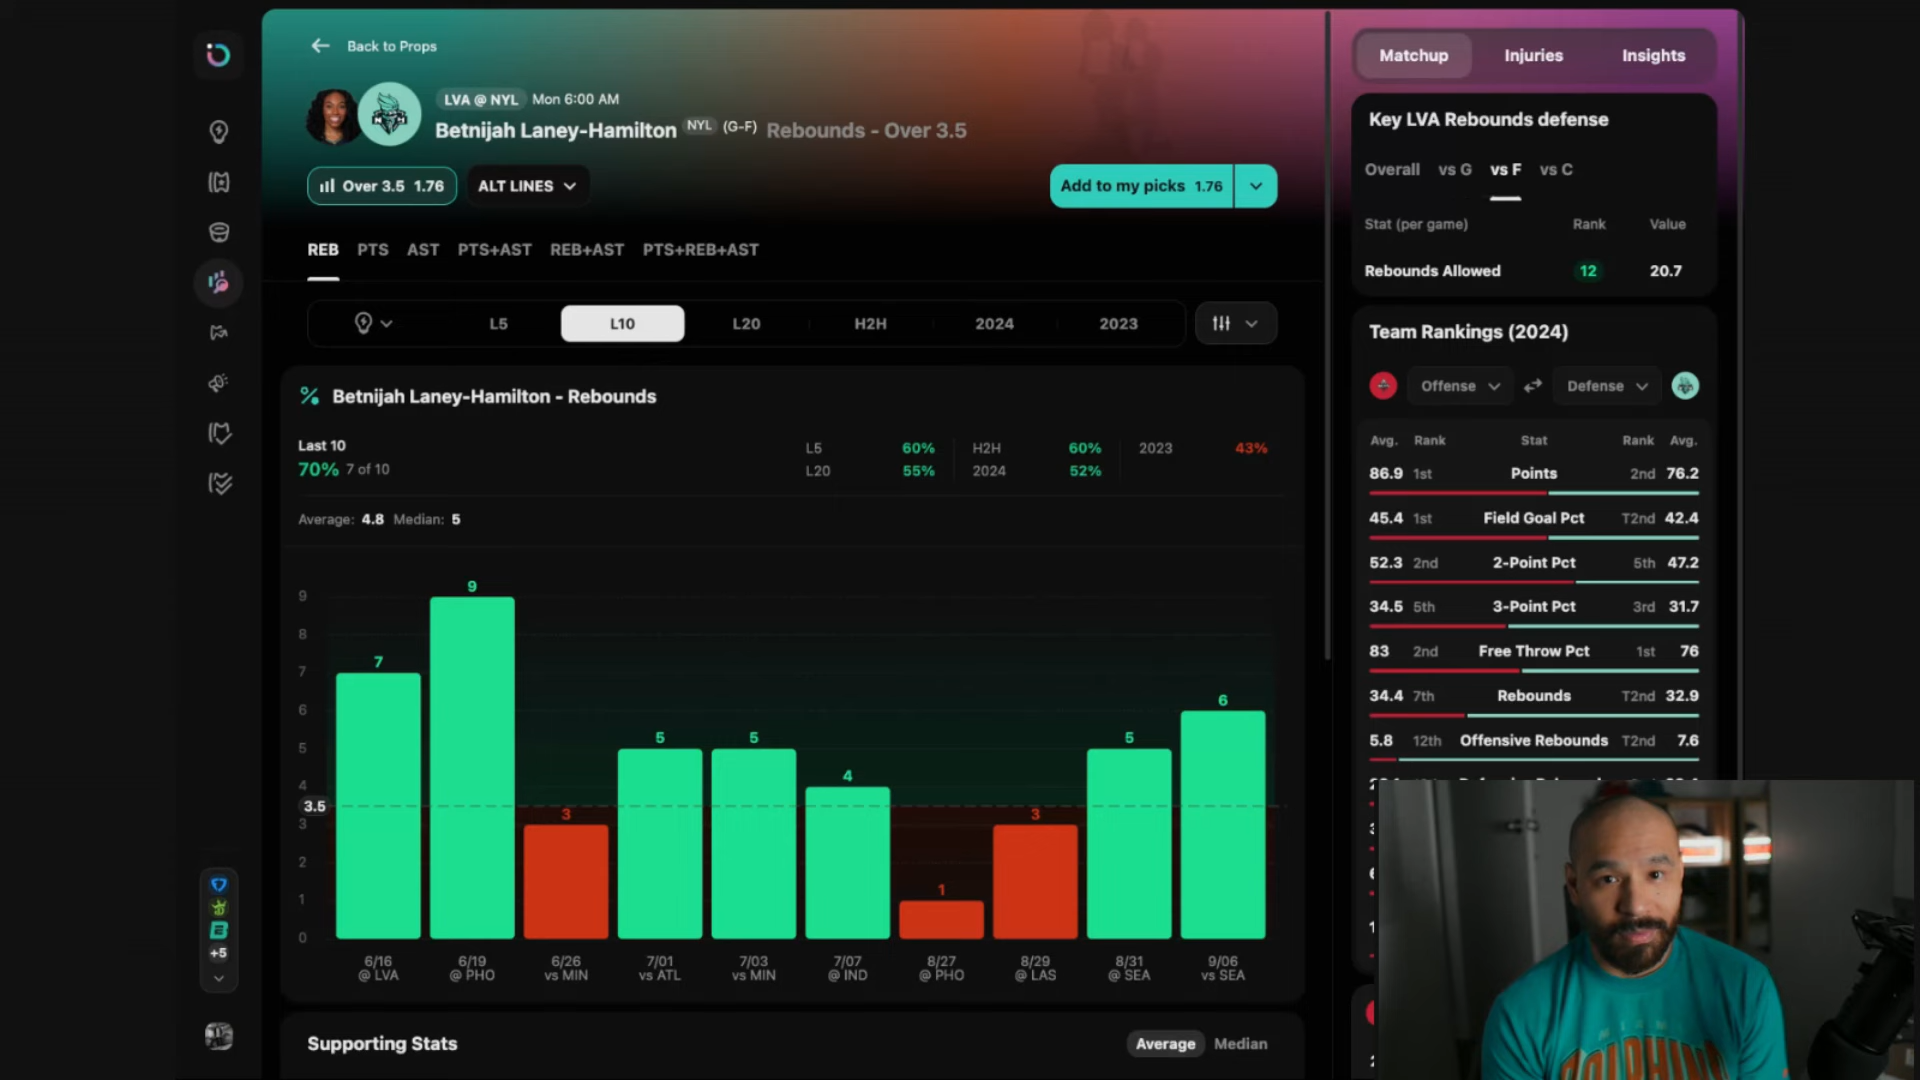 Back to Props
LVA @ NYL Mon 6:00 AM
Betnijah Laney-Hamilton NYL (G-F) Rebounds - Over 3.5
Over 3.5 1.76 ALT LINES
Add to my picks 1.76
REB PTS AST PTS+AST REB+AST PTS+REB+AST
L5 L10 L20 H2H 2024 2023
% Betnijah Laney-Hamilton - Rebounds
Last 10
70% 7 of 10
L5 60% H2H 60% 2023 43%
L20 55% 2024 52%
Average: 4.8 Median: 5
9
8
7
6
5
4
3.5
3
2
1
0
7 9 3 5 5 4 1 3 5 6
6/16 6/19 6/26 7/01 7/03 7/07 8/27 8/29 8/31 9/06
@ LVA @ PHO vs MIN vs ATL vs MIN @ IND @ PHO @ LAS @ SEA vs SEA
Supporting Stats
Average Median
+5
Matchup Injuries Insights
Key LVA Rebounds defense
Overall vs G vs F vs C
Stat (per game) Rank Value
Rebounds Allowed 12 20.7
Team Rankings (2024)
Offense Defense
Avg. Rank Stat Rank Avg.
86.9 1st Points 2nd 76.2
45.4 1st Field Goal Pct T2nd 42.4
52.3 2nd 2-Point Pct 5th 47.2
34.5 5th 3-Point Pct 3rd 31.7
83 2nd Free Throw Pct 1st 76
34.4 7th Rebounds T2nd 32.9
5.8 12th Offensive Rebounds T2nd 7.6
DOLPHINS